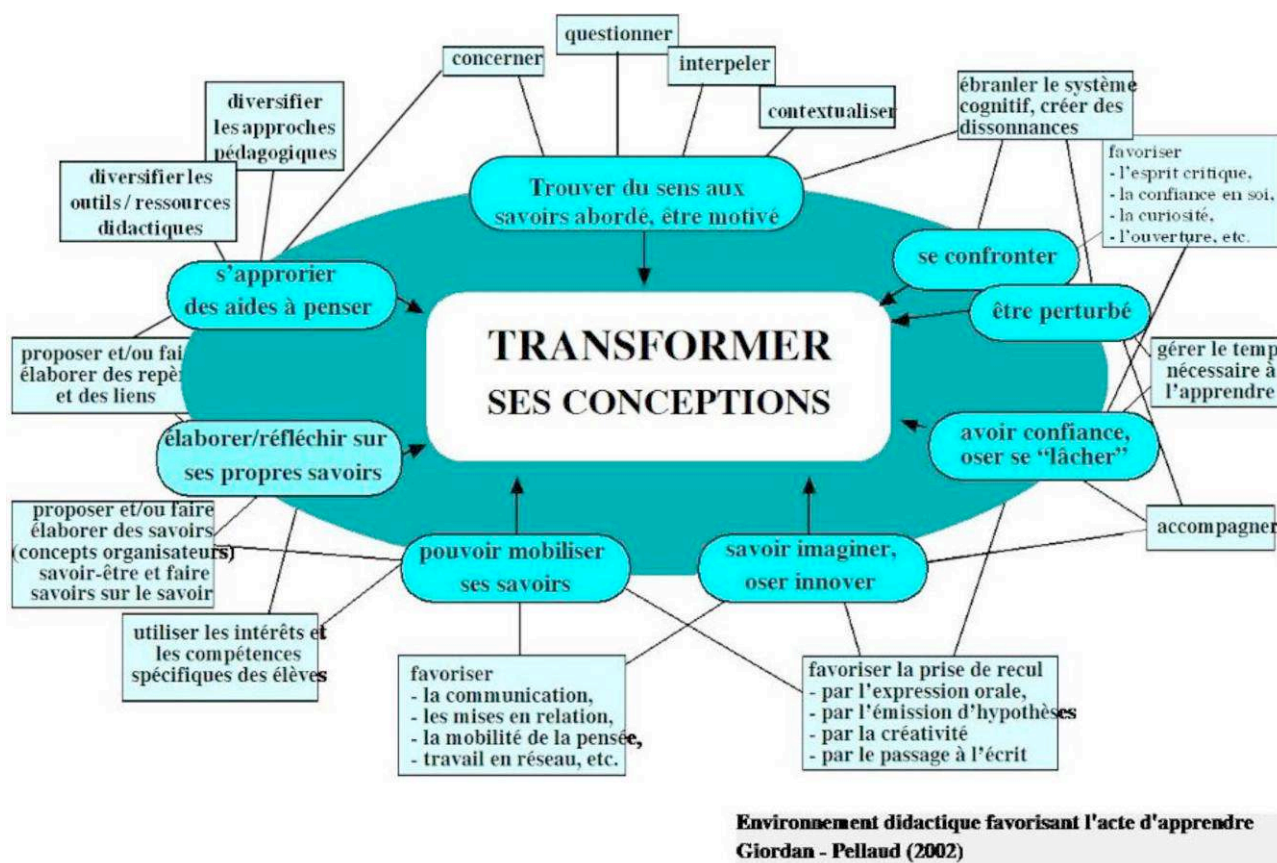 questionner
concerner
interpeler
contextualiser
ébranler le système
cognitif, créer des
dissonnances
diversifier
les approches
pédagogiques
diversifier les
outils / ressources
didactiques
favoriser
- l'esprit critique,
- la confiance en soi,
- la curiosité,
- l'ouverture, etc.
Trouver du sens aux
savoirs abordé, être motivé
se confronter
être perturbé
s'approrier
des aides à penser
TRANSFORMER
SES CONCEPTIONS
proposer et/ou fai
élaborer des repèr
et des liens
gérer le temp
nécessaire à
l'apprendre
élaborer/réfléchir sur
ses propres savoirs
avoir confiance,
oser se “lâcher”
proposer et/ou faire
élaborer des savoirs
(concepts organisateurs)
savoir-être et faire
savoirs sur le savoir
accompagner
pouvoir mobiliser
ses savoirs
savoir imaginer,
oser innover
utiliser les intérêts et
les compétences
spécifiques des élèves
favoriser
- la communication,
- les mises en relation,
- la mobilité de la pensée,
- travail en réseau, etc.
favoriser la prise de recul
- par l'expression orale,
- par l'émission d'hypothèses
- par la créativité
- par le passage à l'écrit
Environnement didactique favorisant l'acte d'apprendre
Giordan - Pellaud (2002)